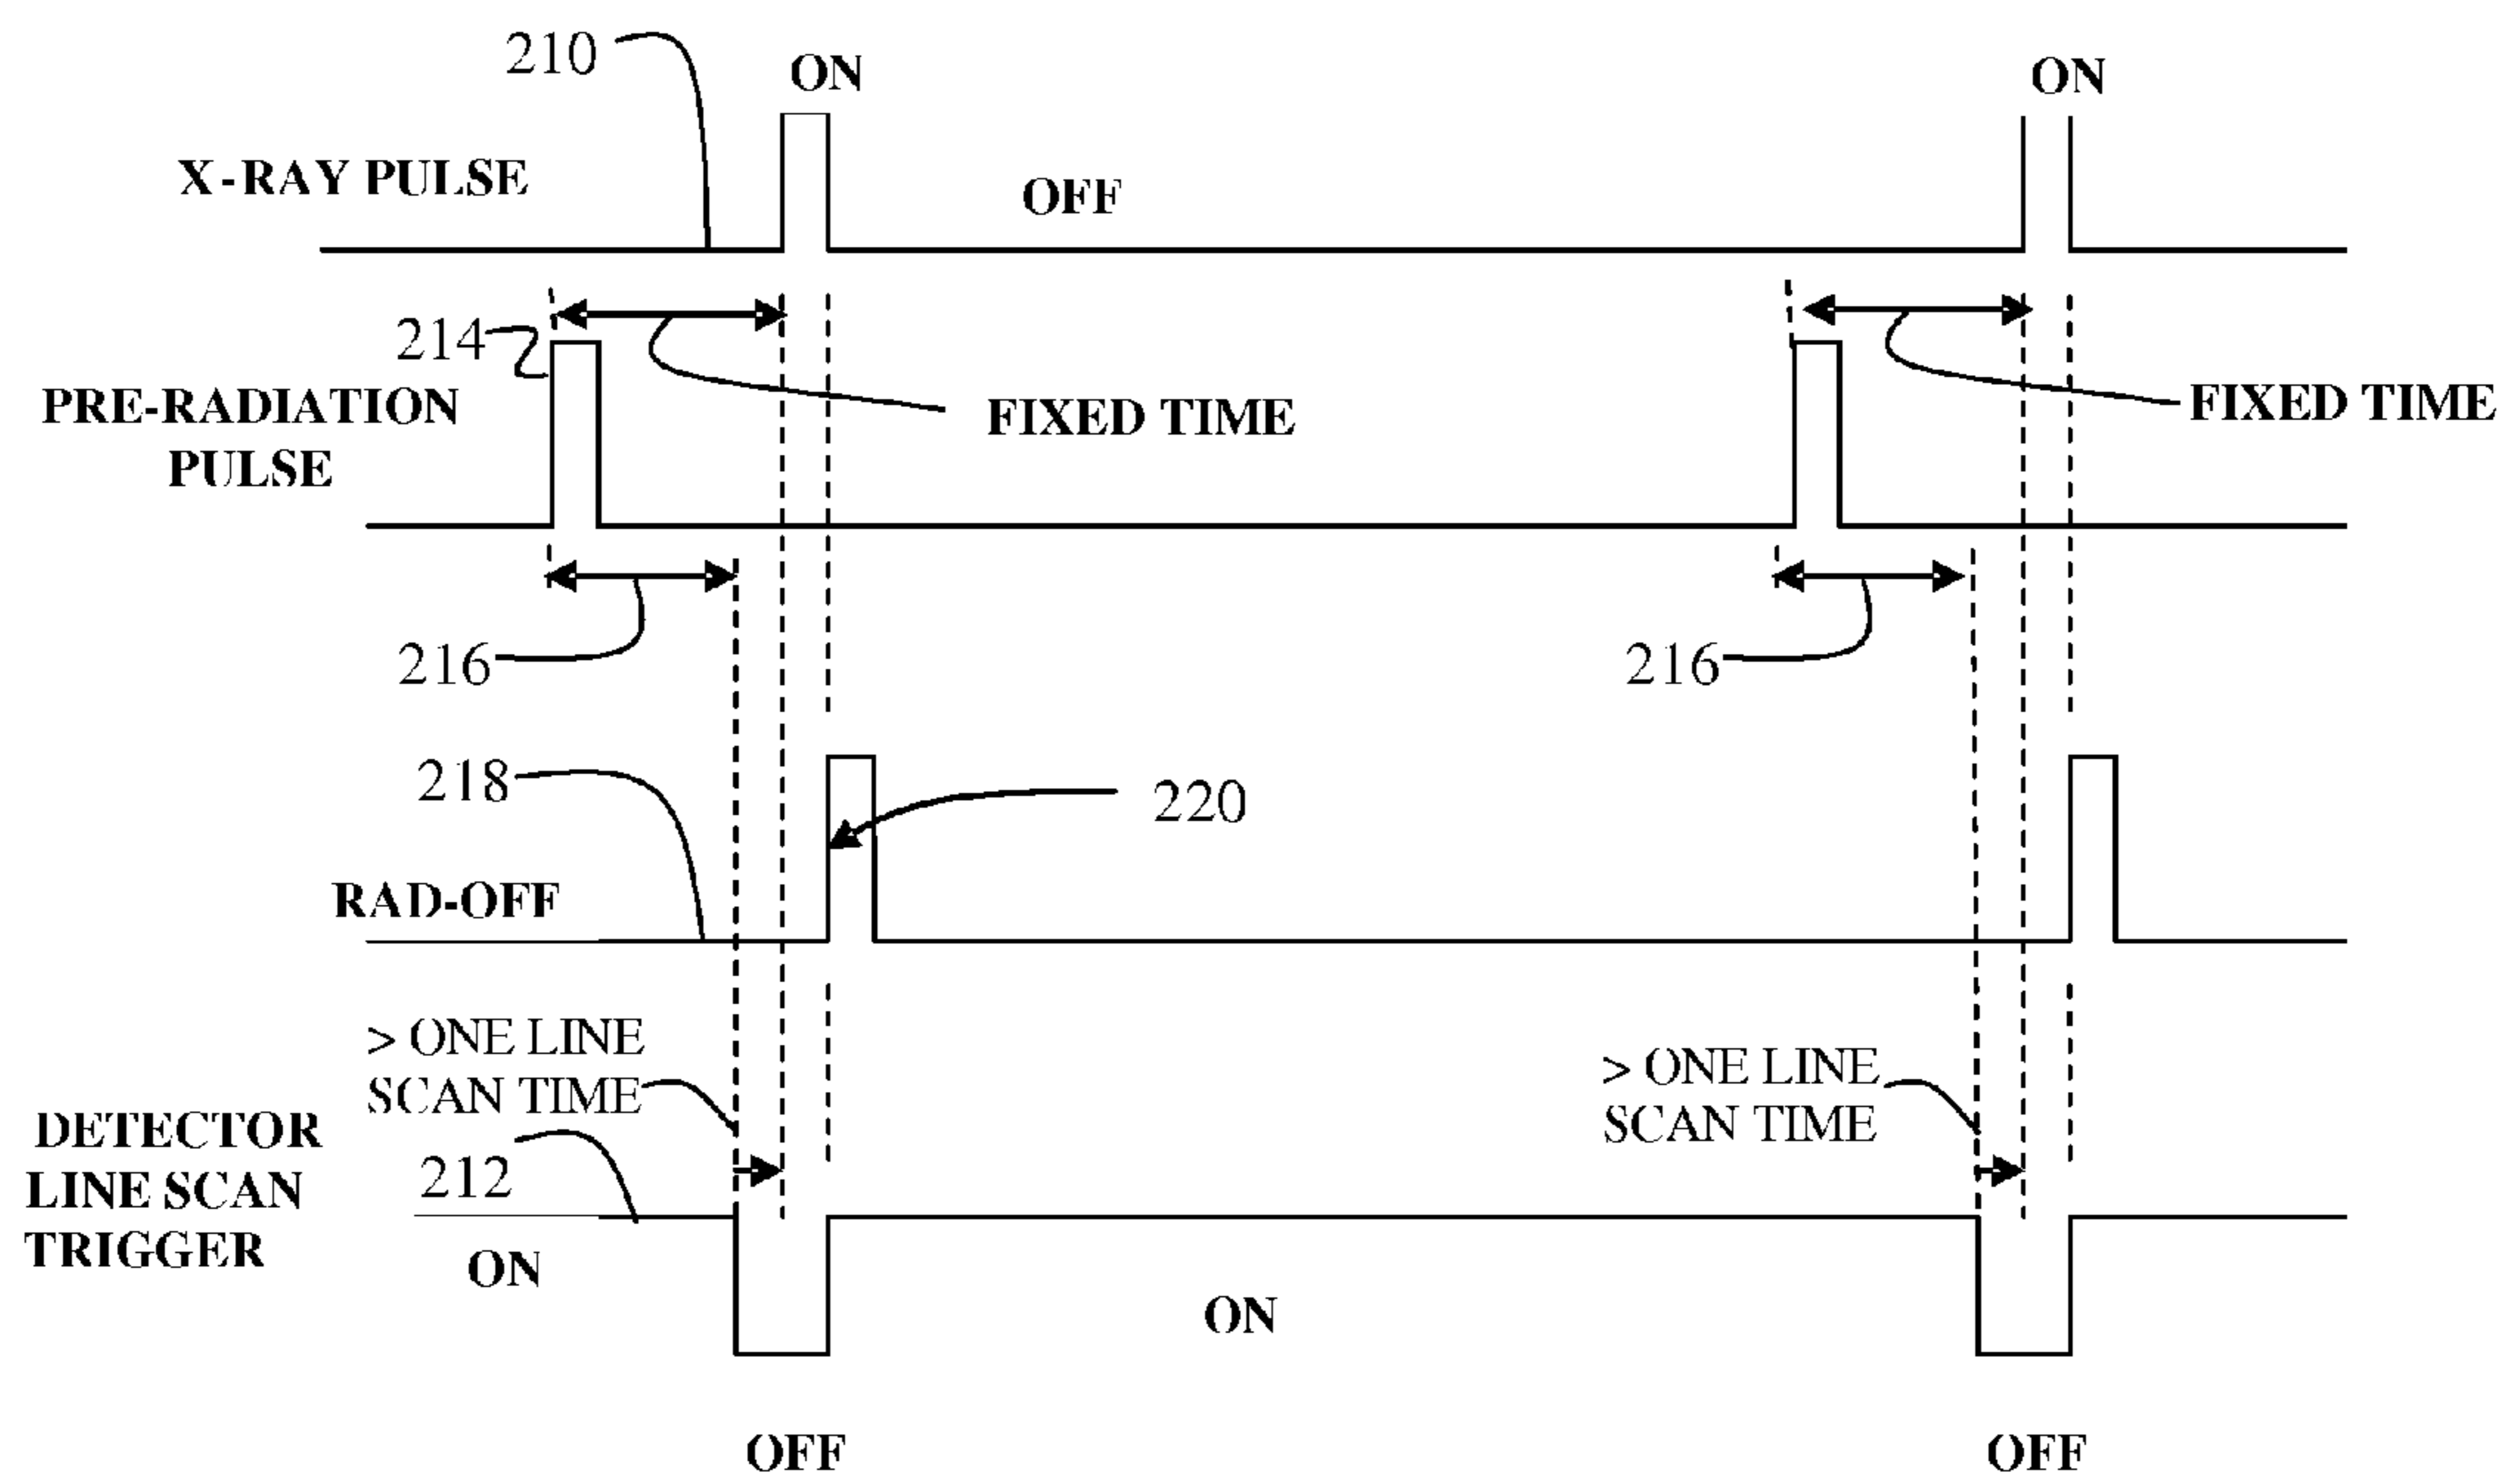 210
ON
ON
X-RAY PULSE
OFF
214
PRE-RADIATION
PULSE
FIXED TIME
FIXED TIME
216
216
218
220
RAD-OFF
> ONE LINE
SCAN TIME
> ONE LINE
SCAN TIME
DETECTOR
LINE SCAN
TRIGGER
212
ON
ON
OFF
OFF